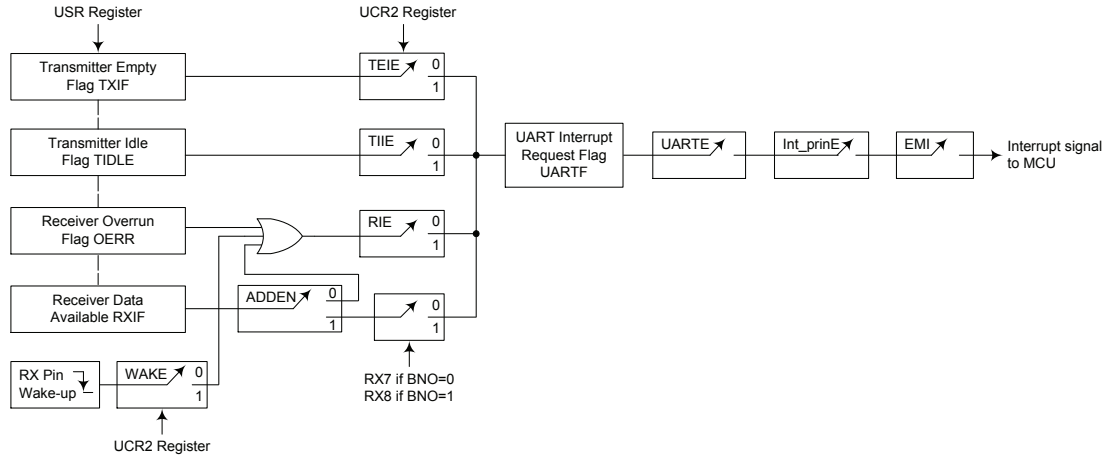 USR Register
UCR2 Register
Transmitter Empty
Flag TXIF
TEIE
0
1
Transmitter Idle
Flag TIDLE
TIIE
0
1
UART Interrupt
Request Flag
UARTF
UARTE
Int_prinE
EMI
Interrupt signal
to MCU
Receiver Overrun
Flag OERR
RIE
0
1
Receiver Data
Available RXIF
ADDEN
0
1
0
1
RX7 if BNO=0
RX8 if BNO=1
RX Pin
Wake-up
WAKE
0
1
UCR2 Register